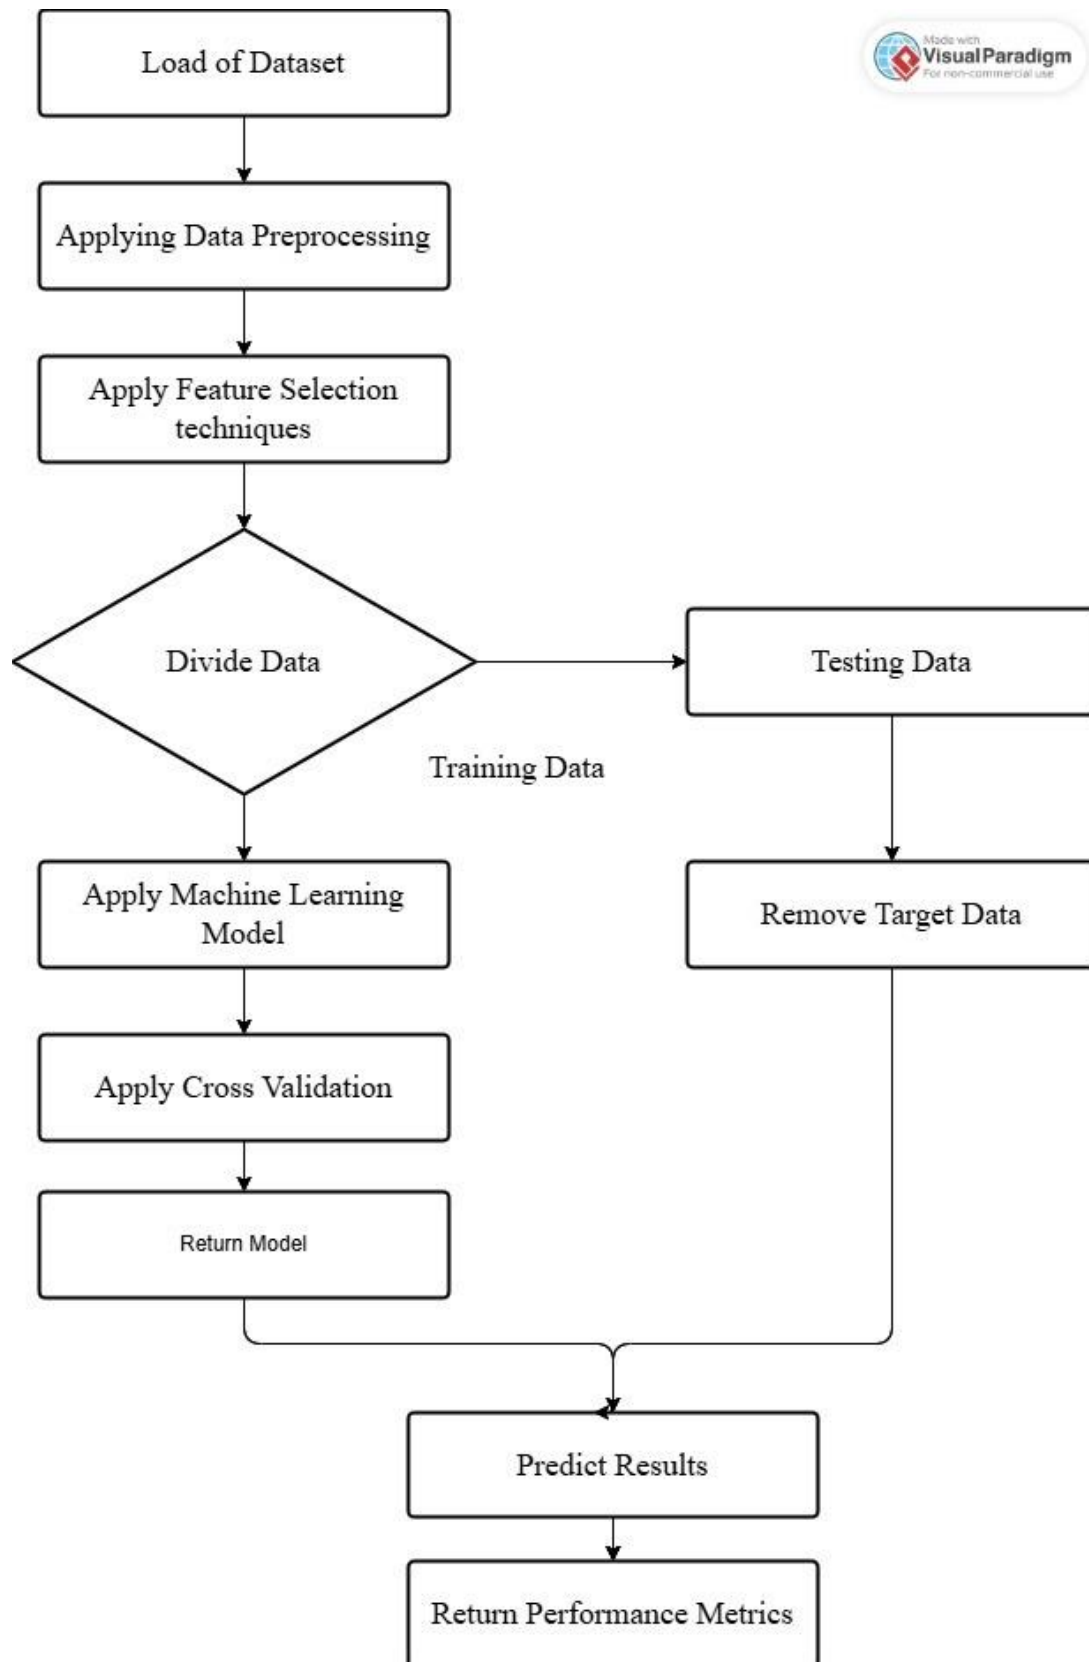 Load of Dataset
Made with
Visual Paradigm
For non-commercial use
Applying Data Preprocessing
Apply Feature Selection
techniques
Divide Data
Testing Data
Training Data
Apply Machine Learning
Model
Remove Target Data
Apply Cross Validation
Return Model
Predict Results
Return Performance Metrics